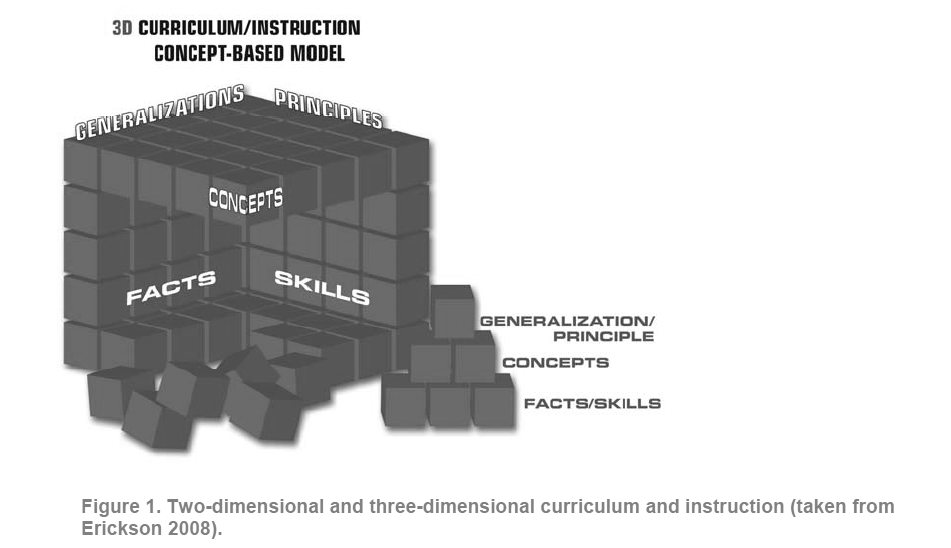 3D CURRICULUM/INSTRUCTION
CONCEPT-BASED MODEL
GENERALIZATIONS
PRINCIPLES
CONCEPTS
FACTS
SKILLS
GENERALIZATION/
PRINCIPLE
CONCEPTS
FACTS/SKILLS
Figure 1. Two-dimensional and three-dimensional curriculum and instruction (taken from
Erickson 2008).